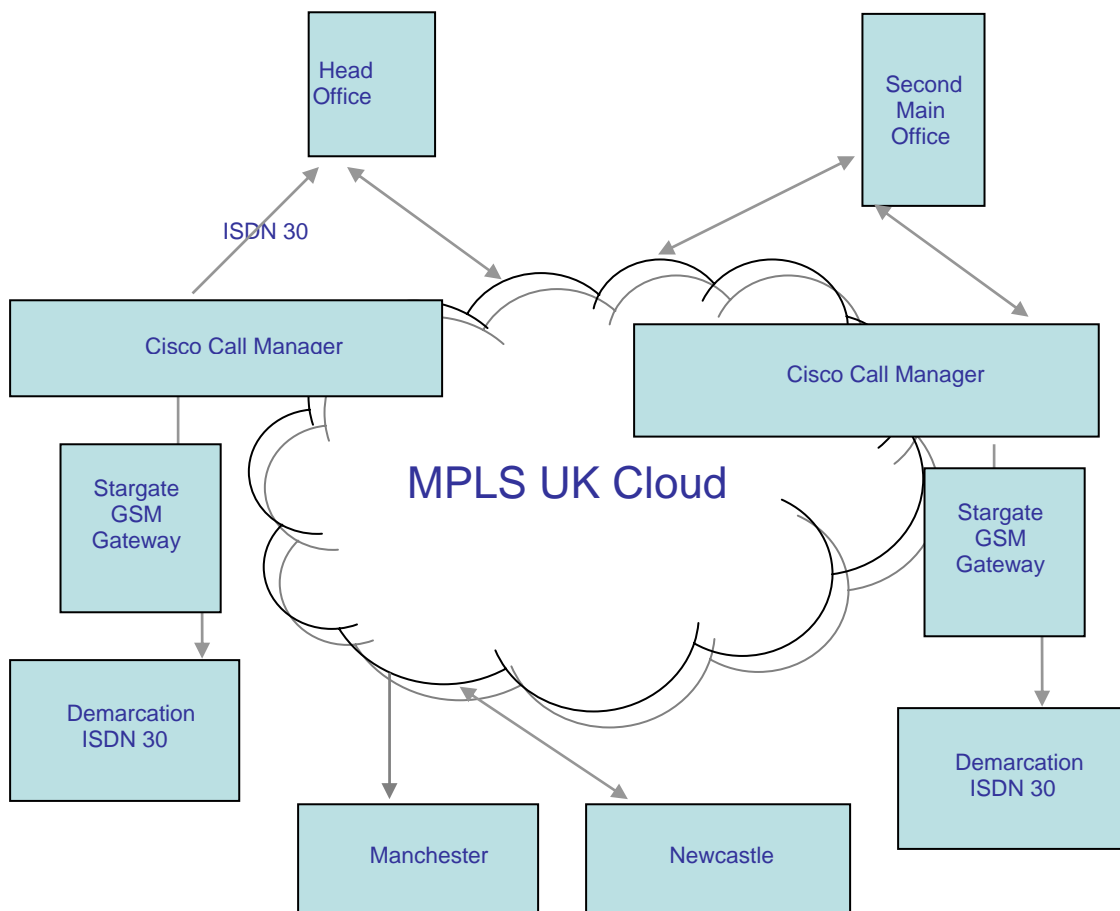 Head
Office
Second
Main
Office
ISDN 30
Cisco Call Manager
Cisco Call Manager
MPLS UK Cloud
Stargate
GSM
Gateway
Stargate
GSM
Gateway
Demarcation
ISDN 30
Demarcation
ISDN 30
Manchester
Newcastle